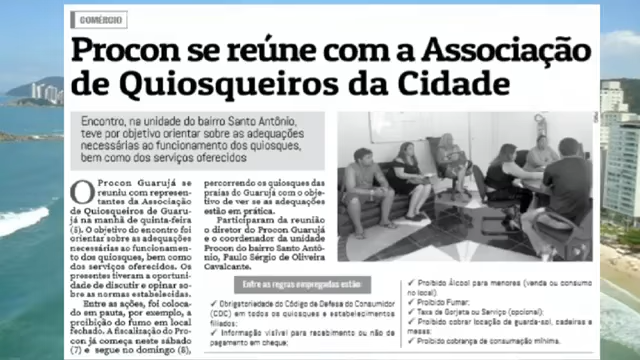 COMÉRCIO
Procon se reúne com a Associação
de Quiosqueiros da Cidade
Encontro, na unidade do bairro Santo Antônio,
teve por objetivo orientar sobre as adequações
necessárias ao funcionamento dos quiosques,
bem como dos serviços oferecidos
O Procon Guarujá se
reuniu com represen-
tantes da Associação
de Quiosqueiros de Guaru-
já na manhã de quinta-feira
(5). O objetivo do encontro foi
orientar sobre as adequações
necessárias ao funcionamen-
to dos quiosques, bem como
dos serviços oferecidos. Os
presentes tiveram a oportuni-
dade de discutir e opinar so-
bre as normas estabelecidas.
Entre as ações, foi coloca-
do em pauta, por exemplo, a
proibição do fumo em local
fechado. A fiscalização do Pro-
con já começa neste sábado
(7) e segue no domingo (8),
percorrendo os quiosques das
praias do Guarujá com o obje-
tivo de ver se as adequações
estão em prática.
Participaram da reunião
o diretor do Procon Guarujá
e o coordenador da unidade
Procon do bairro Santo Antô-
nio, Paulo Sérgio de Oliveira
Cavalcante.
Entre as regras empregadas estão:
✓ Obrigatoriedade do Código de Defesa do Consumidor
(CDC) em todos os quiosques e estabelecimentos
filiados;
✓ Informação visível para recebimento ou não de
pagamento em cheque;
✓ Proibido Álcool para menores (venda ou consumo
no local);
✓ Proibido Fumar;
✓ Taxa de Gorjeta ou Serviço (opcional);
✓ Proibido cobrar locação de guarda-sol, cadeiras e
mesas;
✓ Proibido cobrança de consumação mínima.